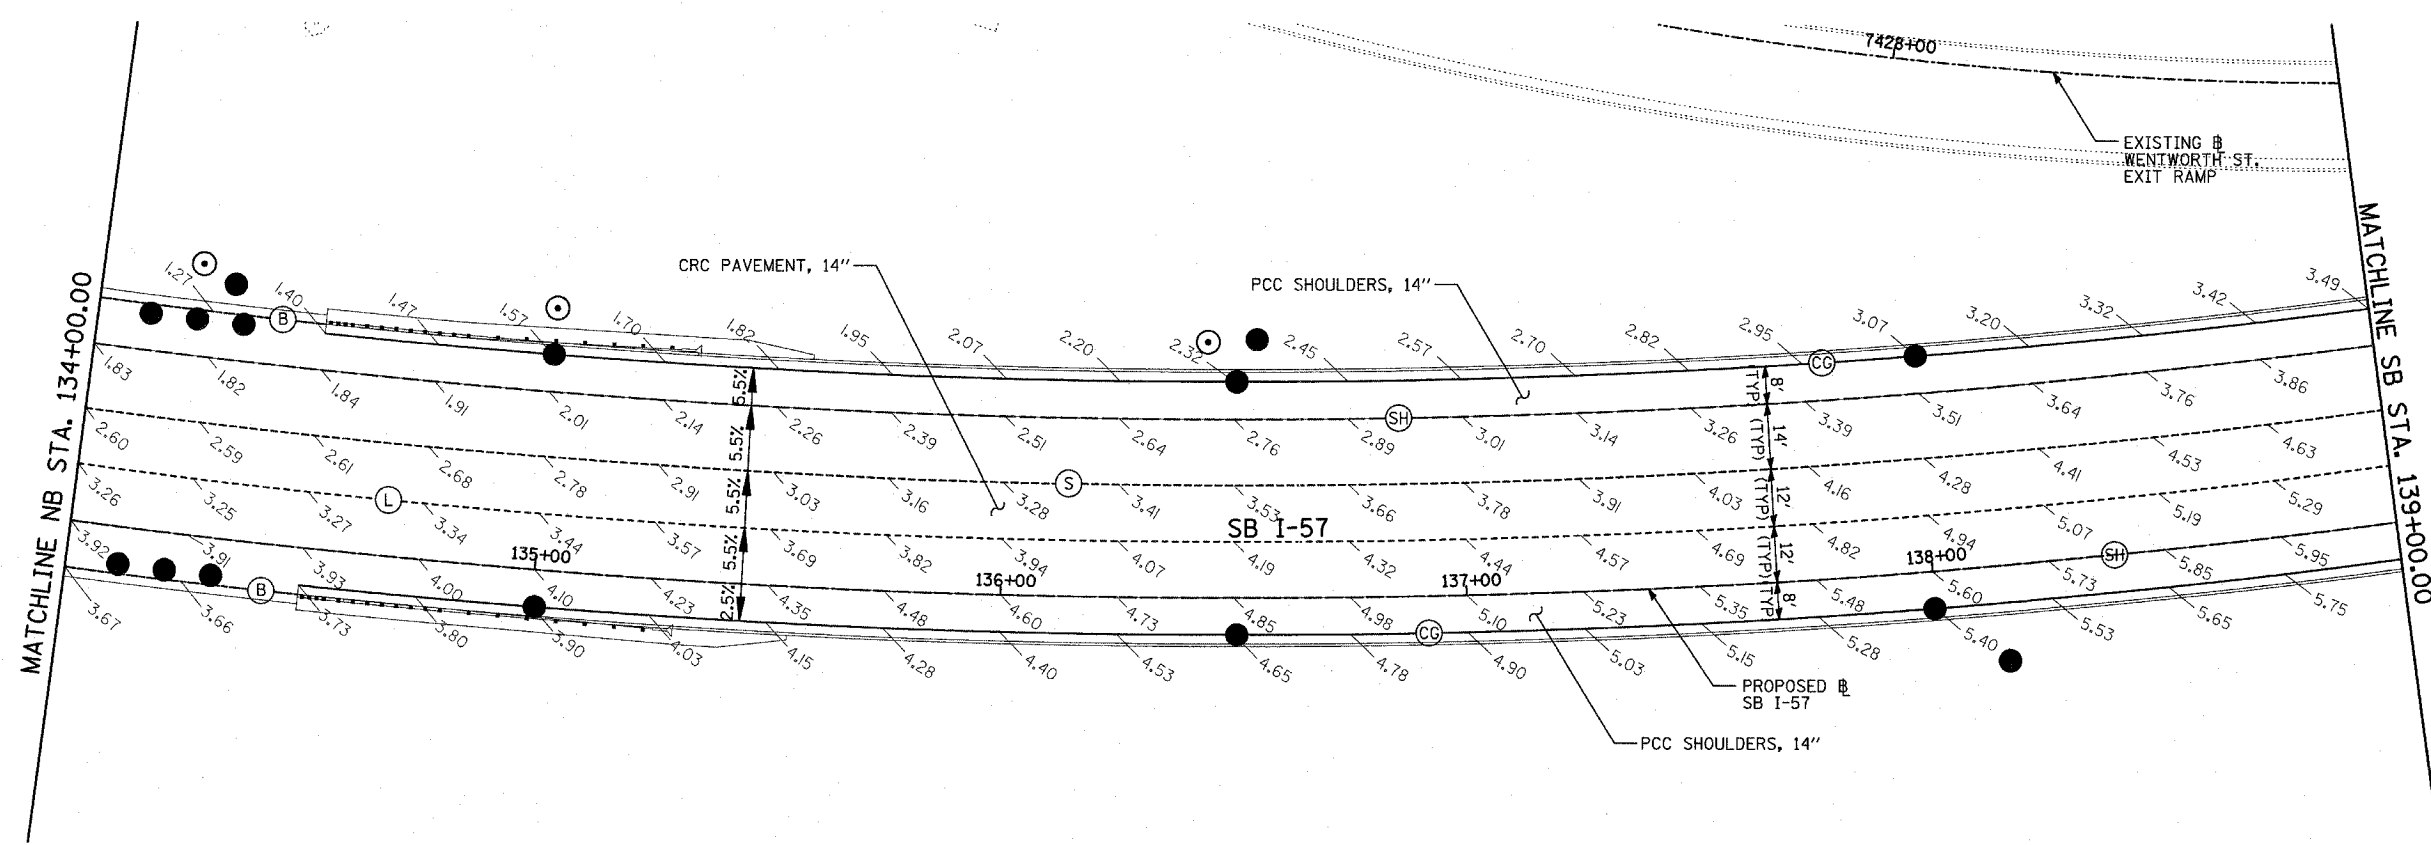 7428+00
EXISTING ℄
WENTWORTH ST.
EXIT RAMP
MATCHLINE NB STA. 134+00.00
MATCHLINE SB STA. 139+00.00
CRC PAVEMENT, 14"
PCC SHOULDERS, 14"
1.27 1.40 1.47 1.57 1.70 1.82 1.95 2.07 2.20 2.32 2.45 2.57 2.70 2.82 2.95 3.07 3.20 3.32 3.42 3.49
B
CG
1.83 1.82 1.84 1.91 2.01 2.14 2.26 2.39 2.51 2.64 2.76 2.89 3.01 3.14 3.26 3.39 3.51 3.64 3.76 3.86
SH
2.60 2.59 2.61 2.68 2.78 2.91 3.03 3.16 3.28 3.41 3.53 3.66 3.78 3.91 4.03 4.16 4.28 4.41 4.53 4.63
L
S
SB I-57
3.26 3.25 3.27 3.34 3.44 3.57 3.69 3.82 3.94 4.07 4.19 4.32 4.44 4.57 4.69 4.82 4.94 5.07 5.19 5.29
135+00
136+00
137+00
138+00
SH
3.92 3.91 3.93 4.00 4.10 4.23 4.35 4.48 4.60 4.73 4.85 4.98 5.10 5.23 5.35 5.48 5.60 5.73 5.85 5.95
B
CG
3.67 3.66 3.73 3.80 3.90 4.03 4.15 4.28 4.40 4.53 4.65 4.78 4.90 5.03 5.15 5.28 5.40 5.53 5.65 5.75
5.5%
5.5%
5.5%
5.5%
2.5%
8'
(TYP)
14'
(TYP)
12'
(TYP)
12'
(TYP)
8'
(TYP)
PROPOSED ℄
SB I-57
PCC SHOULDERS, 14"